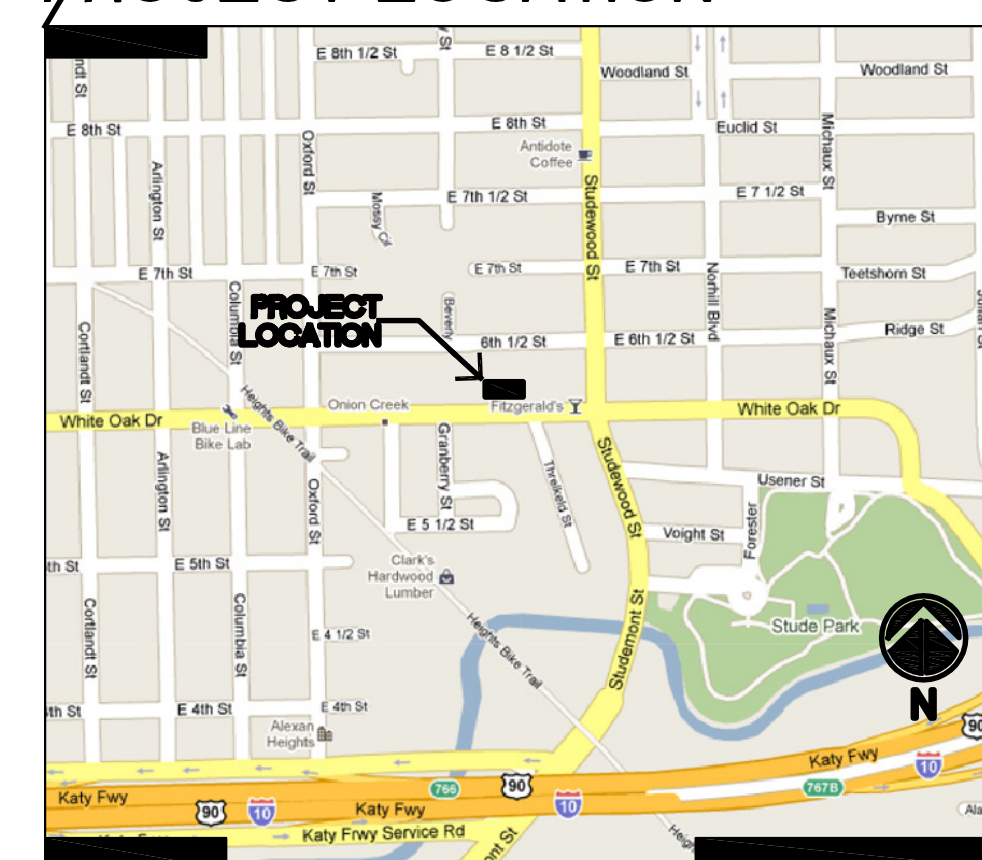 PROJECT LOCATION
E 8th 1/2 St
E 8 1/2 St
Woodland St
Woodland St
E 8th St
E 8th St
Euclid St
Michaux St
Oxford St
Antidote
Coffee
Arlington St
Mossy Cir
E 7th 1/2 St
Studewood St
E 7 1/2 St
Byrne St
E 7th St
E 7th St
E 7th St
E 7th St
Norhill Blvd
Teetshorn St
Columbia St
PROJECT
LOCATION
Beverly
Cortlandt St
6th 1/2 St
E 6th 1/2 St
Michaux St
Ridge St
White Oak Dr
Onion Creek
Fitzgerald's
White Oak Dr
Blue Line
Bike Lab
Heights Bike Trail
Granberry St
Threlkeld St
Studewood St
Arlington St
Oxford St
Usener St
E 5 1/2 St
Voight St
Forester
th St
E 5th St
Clark's
Hardwood
Lumber
Cortlandt St
Columbia St
E 4 1/2 St
Heights Bike Trail
Studemont St
Stude Park
N
th St
E 4th St
E 4th St
Alexan
Heights
Katy Fwy
90
10
Katy Fwy
766
90
10
Katy Fwy
767B
10
90
Katy Frwy Service Rd